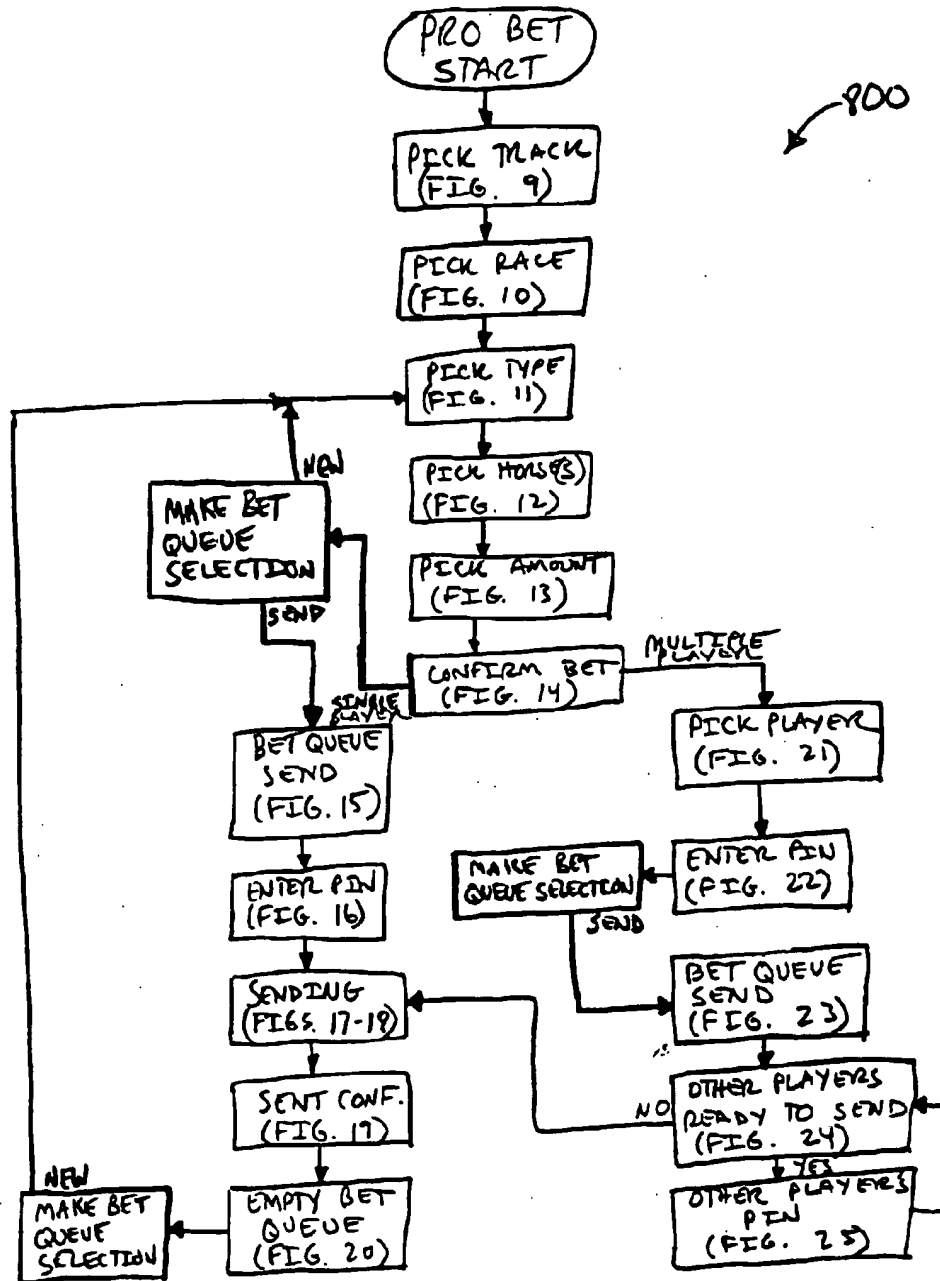 PRO BET
START
800
PICK TRACK
(FIG. 9)
PICK RACE
(FIG. 10)
PICK TYPE
(FIG. 11)
NEW
PICK HORSE(S)
(FIG. 12)
MAKE BET
QUEUE
SELECTION
SEND
PICK AMOUNT
(FIG. 13)
CONFIRM BET
(FIG. 14)
MULTIPLE
PLAYER
SINGLE
PLAYER
BET QUEUE
SEND
(FIG. 15)
PICK PLAYER
(FIG. 21)
ENTER PIN
(FIG. 16)
MAKE BET
QUEUE SELECTION
SEND
ENTER PIN
(FIG. 22)
SENDING
(FIGS. 17-18)
BET QUEUE
SEND
(FIG. 23)
SENT CONF.
(FIG. 19)
NO
OTHER PLAYERS
READY TO SEND
(FIG. 24)
YES
NEW
MAKE BET
QUEUE
SELECTION
EMPTY BET
QUEUE
(FIG. 20)
OTHER PLAYERS
PIN
(FIG. 25)